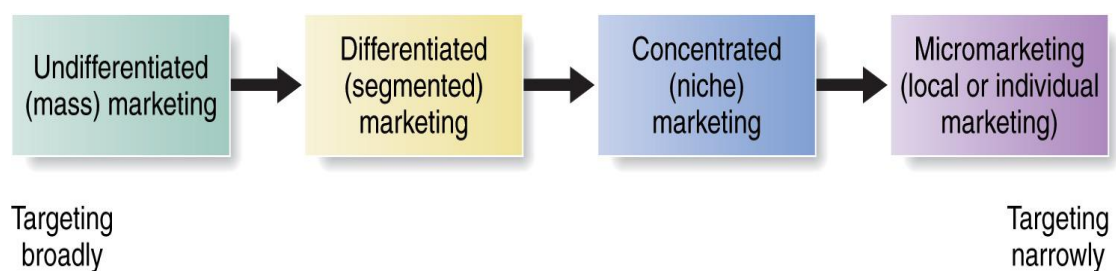 Undifferentiated
(mass) marketing
Differentiated
(segmented)
marketing
Concentrated
(niche)
marketing
Micromarketing
(local or individual
marketing)
Targeting
broadly
Targeting
narrowly